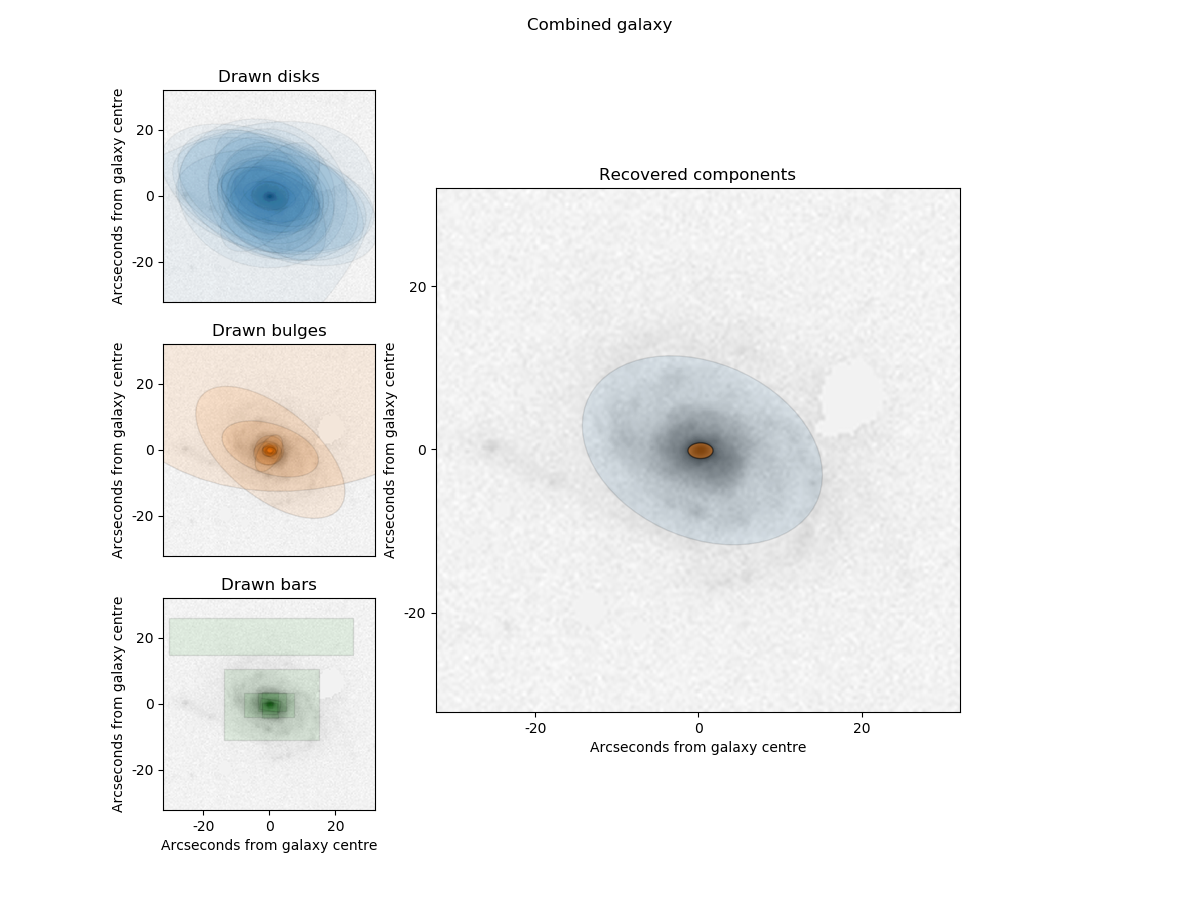 Combined galaxy
Drawn disks
Arcseconds from galaxy centre
20
0
-20
Drawn bulges
Arcseconds from galaxy centre
20
0
-20
Drawn bars
Arcseconds from galaxy centre
20
0
-20
-20 0 20
Arcseconds from galaxy centre
Recovered components
Arcseconds from galaxy centre
20
0
-20
-20 0 20
Arcseconds from galaxy centre